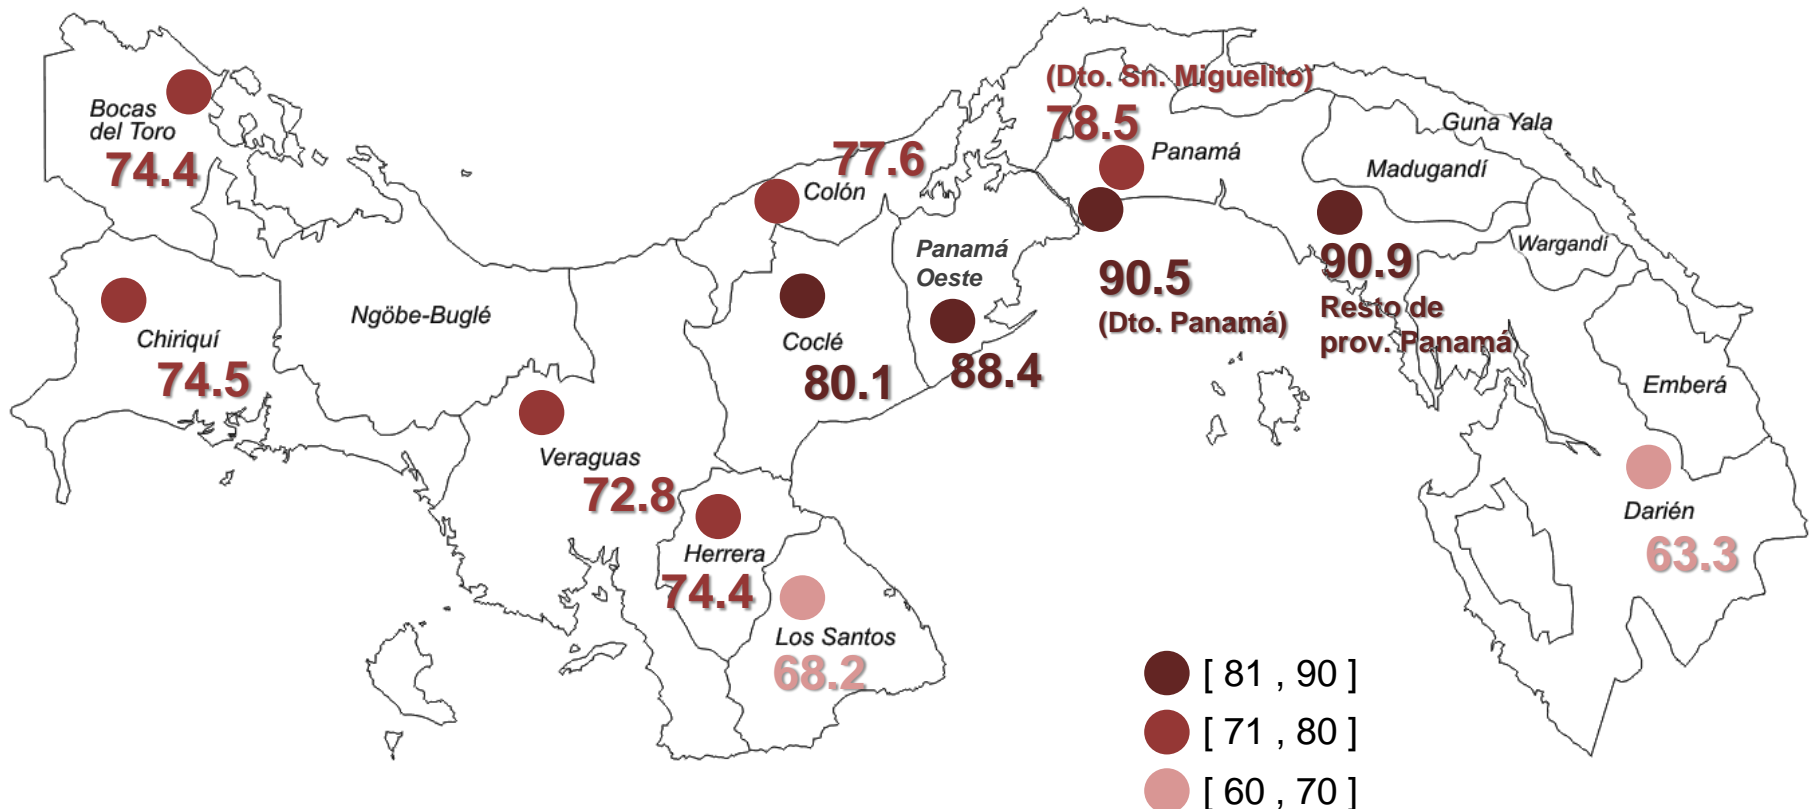 (Dto. Sn. Miguelito)
78.5
Bocas
del Toro
74.4
77.6
Colón
Panamá
Guna Yala
Madugandí
Wargandí
Panamá
Oeste
90.5
(Dto. Panamá)
90.9
Resto de
prov. Panamá
Ngöbe-Buglé
Chiriquí
74.5
Coclé
80.1
88.4
Emberá
Veraguas
72.8
Darién
63.3
Herrera
74.4
Los Santos
68.2
[ 81 , 90 ]
[ 71 , 80 ]
[ 60 , 70 ]